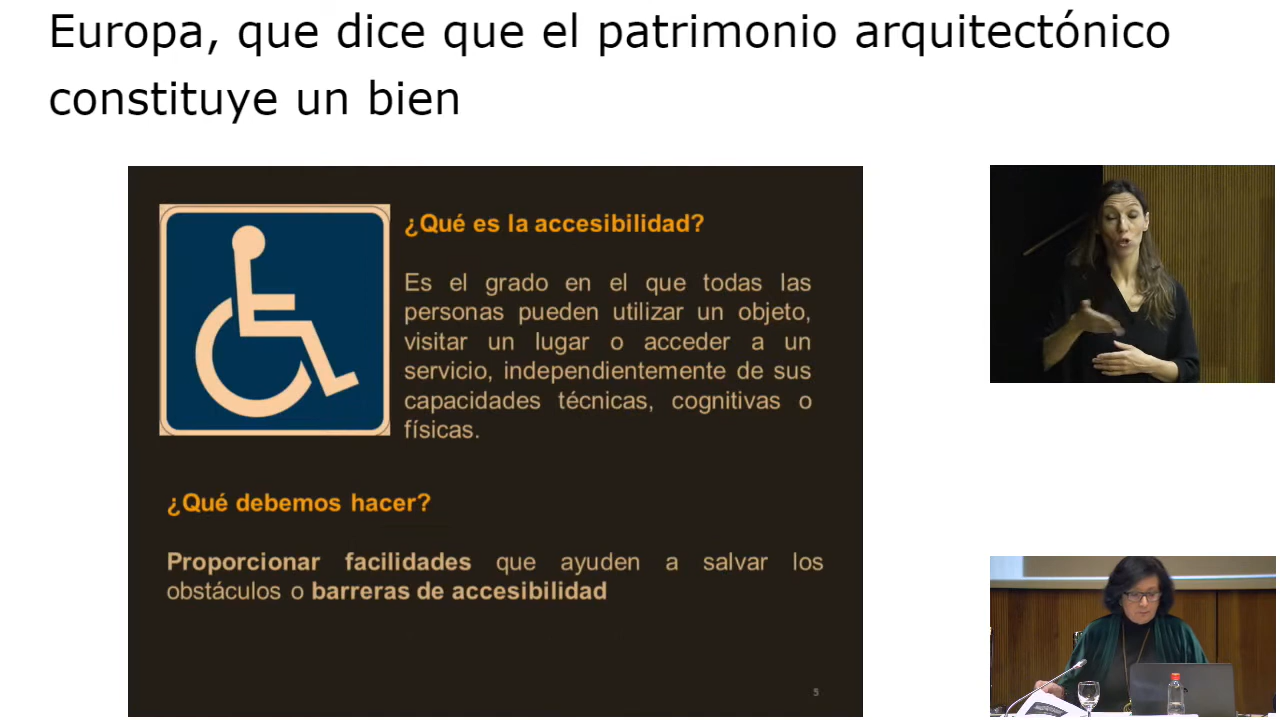 Europa, que dice que el patrimonio arquitectónico
constituye un bien
¿Qué es la accesibilidad?
Es el grado en el que todas las
personas pueden utilizar un objeto,
visitar un lugar o acceder a un
servicio, independientemente de sus
capacidades técnicas, cognitivas o
físicas.
¿Qué debemos hacer?
Proporcionar facilidades que ayuden a salvar los
obstáculos o barreras de accesibilidad
5